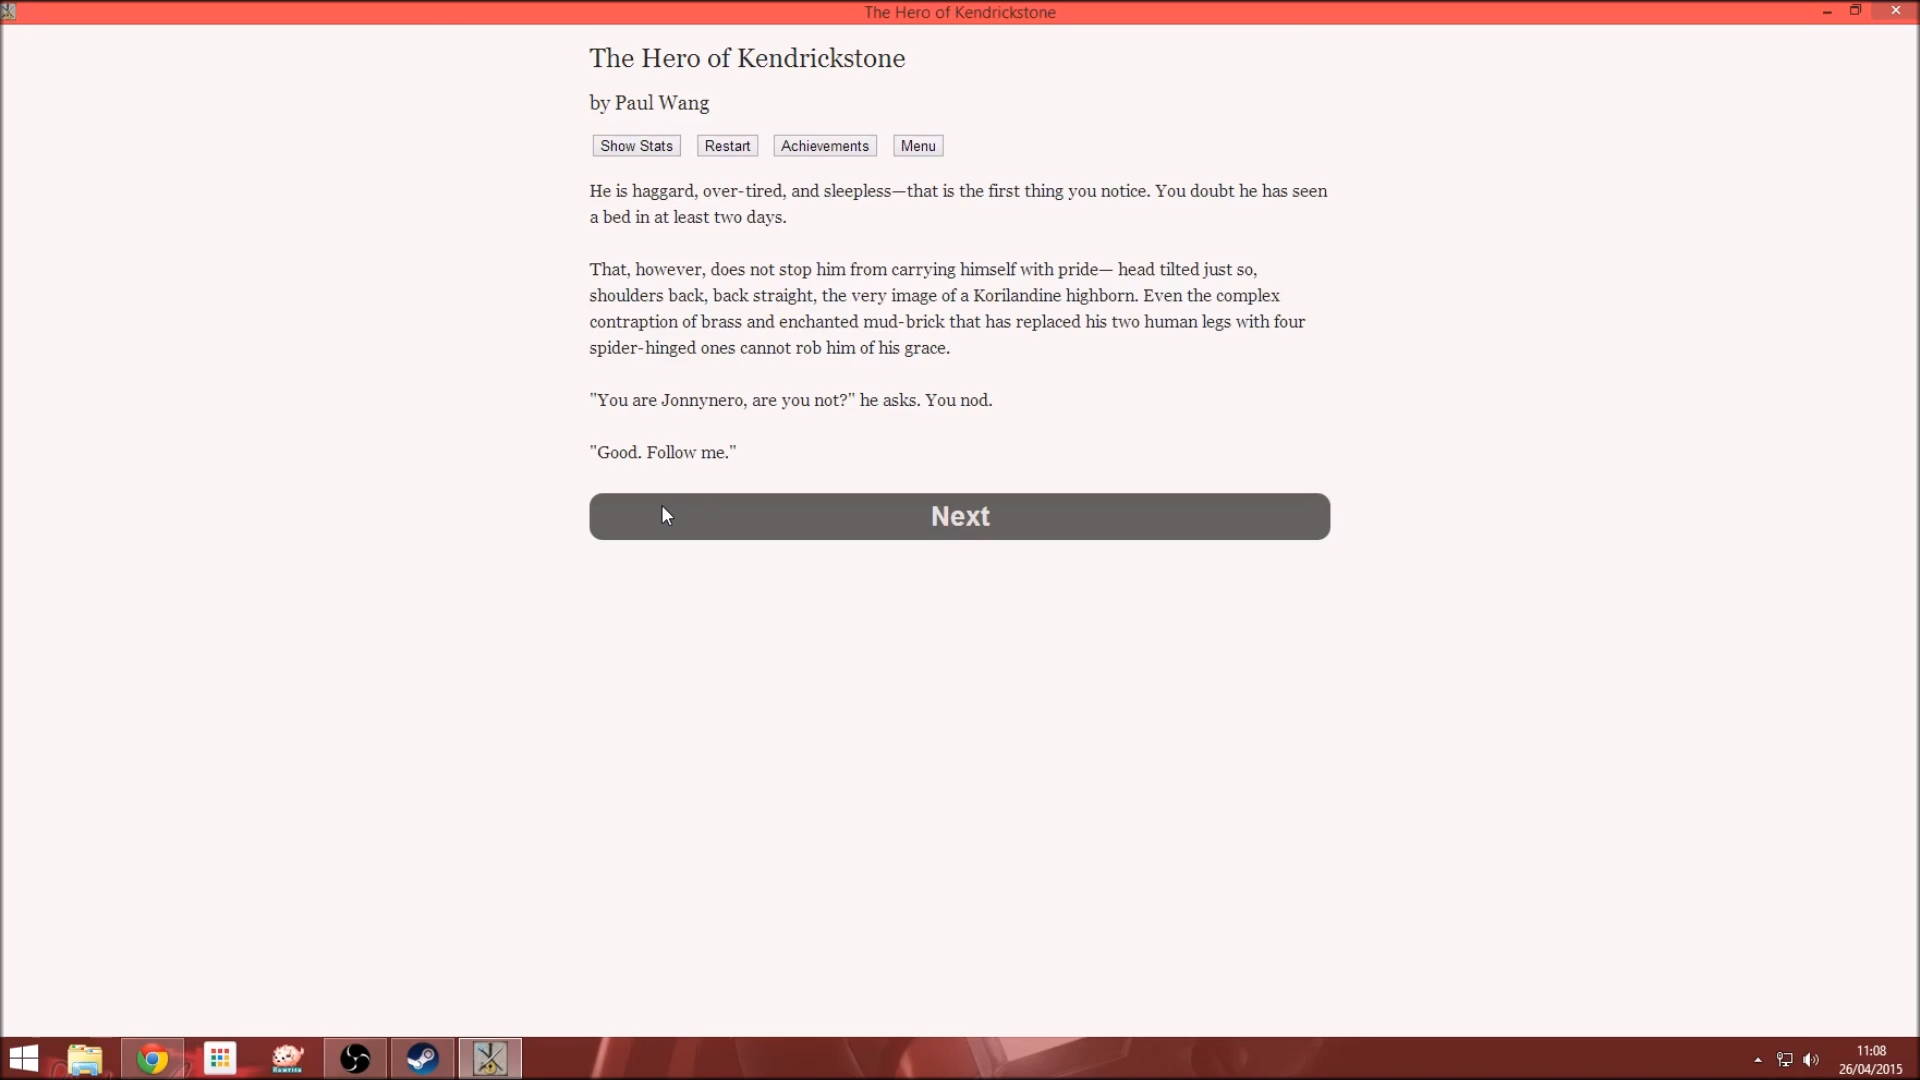 The Hero of Kendrickstone
The Hero of Kendrickstone
by Paul Wang
Show Stats Restart Achievements Menu
He is haggard, over-tired, and sleepless—that is the first thing you notice. You doubt he has seen
a bed in at least two days.
That, however, does not stop him from carrying himself with pride— head tilted just so,
shoulders back, back straight, the very image of a Korilandine highborn. Even the complex
contraption of brass and enchanted mud-brick that has replaced his two human legs with four
spider-hinged ones cannot rob him of his grace.
"You are Jonnynero, are you not?" he asks. You nod.
"Good. Follow me."
Next
11:08
26/04/2015